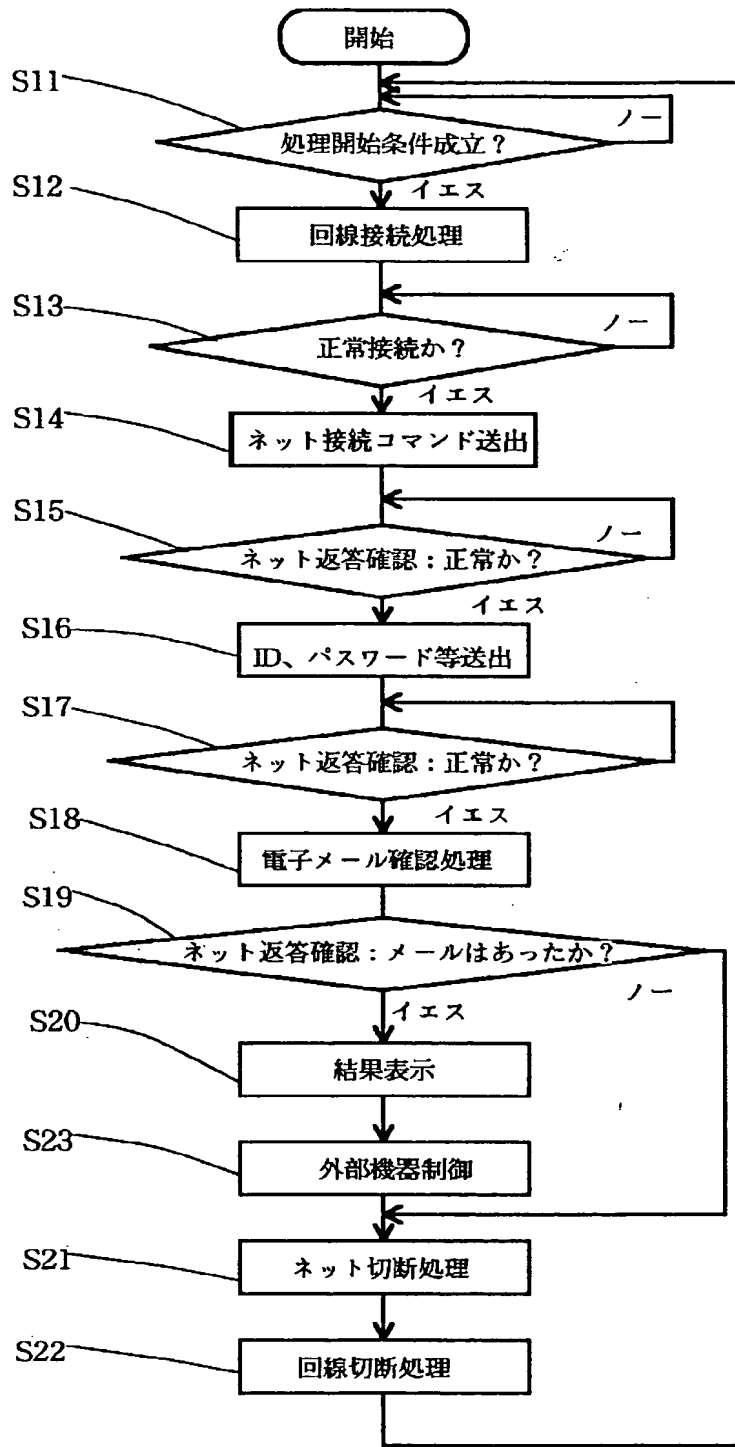 開始
S11
ノー
処理開始条件成立？
イエス
S12
回線接続処理
S13
ノー
正常接続か？
イエス
S14
ネット接続コマンド送出
S15
ノー
ネット返答確認：正常か？
イエス
S16
ID、パスワード等送出
S17
ネット返答確認：正常か？
イエス
S18
電子メール確認処理
S19
ネット返答確認：メールはあったか？
ノー
イエス
S20
結果表示
S23
外部機器制御
S21
ネット切断処理
S22
回線切断処理